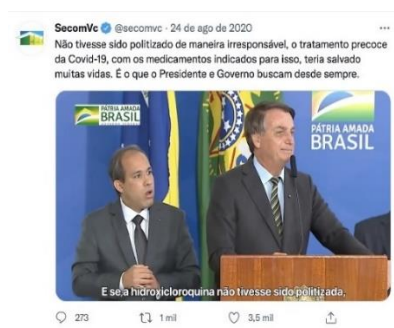 SecomVc @secomvc · 24 de ago de 2020
Não tivesse sido politizado de maneira irresponsável, o tratamento precoce
da Covid-19, com os medicamentos indicados para isso, teria salvado
muitas vidas. É o que o Presidente e Governo buscam desde sempre.
PÁTRIA AMADA
BRASIL
PÁTRIA AMADA
BRASIL
E se a hidroxicloroquina não tivesse sido politizada,
273 1 mil 3,5 mil